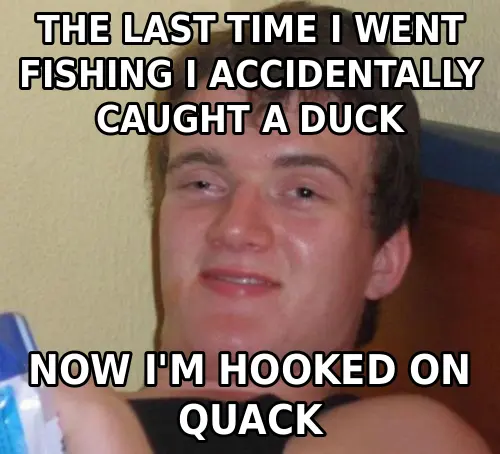 THE LAST TIME I WENT
FISHING I ACCIDENTALLY
CAUGHT A DUCK
NOW I'M HOOKED ON
QUACK